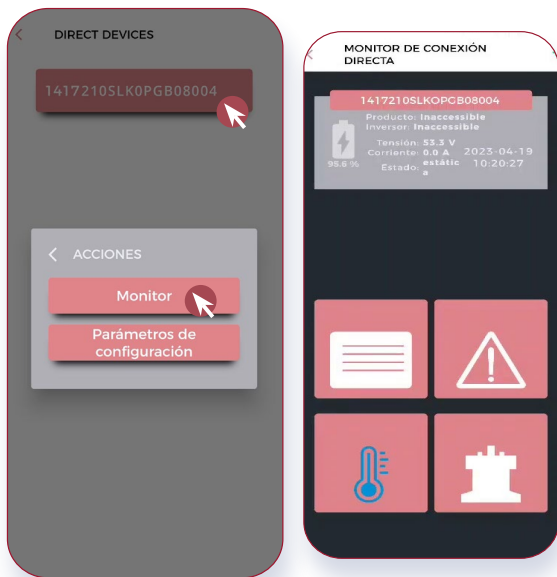 DIRECT DEVICES
1417210SLK0PGB08004
ACCIONES
Monitor
Parámetros de
configuración
MONITOR DE CONEXIÓN
DIRECTA
1417210SLKOPGB08004
Producto: Inaccessible
Inversor: Inaccessible
Tensión: 53.3 V
Corriente: 0.0 A 2023-04-19
95.6 % Estado: estátic 10:20:27
a